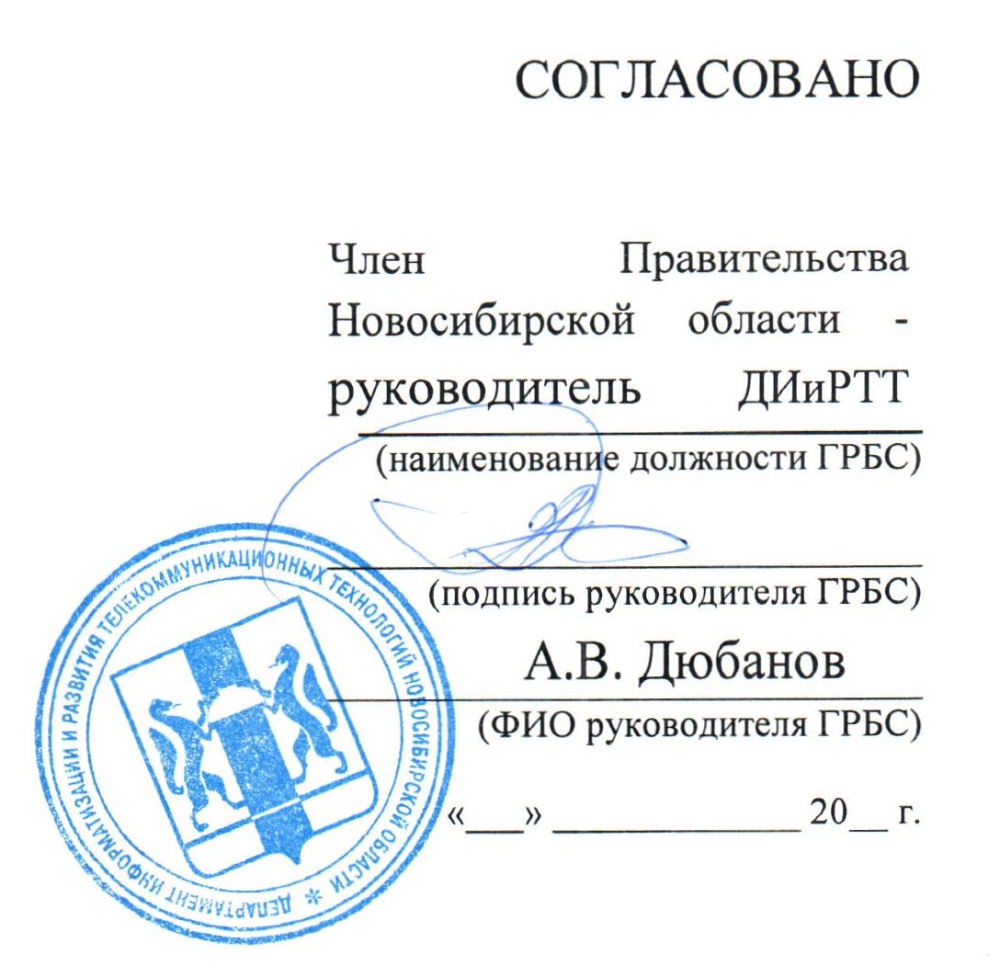 СОГЛАСОВАНО
Член Правительства
Новосибирской области -
руководитель ДИиРТТ
(наименование должности ГРБС)
(подпись руководителя ГРБС)
А.В. Дюбанов
(ФИО руководителя ГРБС)
«___» _____________ 20__ г.
ДЕПАРТАМЕНТ ИНФОРМАТИЗАЦИИ И РАЗВИТИЯ ТЕЛЕКОММУНИКАЦИОННЫХ ТЕХНОЛОГИЙ НОВОСИБИРСКОЙ ОБЛАСТИ *